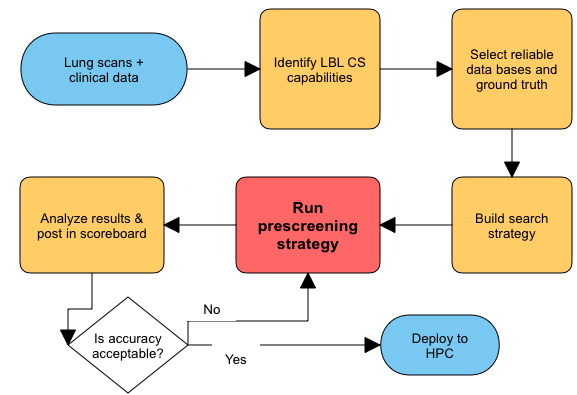 Lung scans +
clinical data
Identify LBL CS
capabilities
Select reliable
data bases and
ground truth
Analyze results &
post in scoreboard
Run
prescreening
strategy
Build search
strategy
No
Is accuracy
acceptable?
Yes
Deploy to
HPC